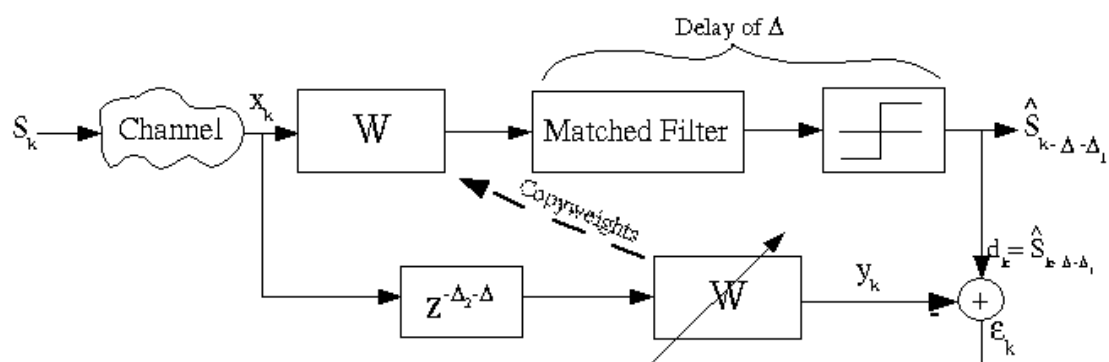 Delay of Δ
S_k
Channel
x_k
W
Matched Filter
Ŝ_{k-Δ-Δ_1}
Copyweights
d_k = Ŝ_{k-Δ-Δ_1}
z^{-Δ_2-Δ}
W
y_k
-
+
ε_k